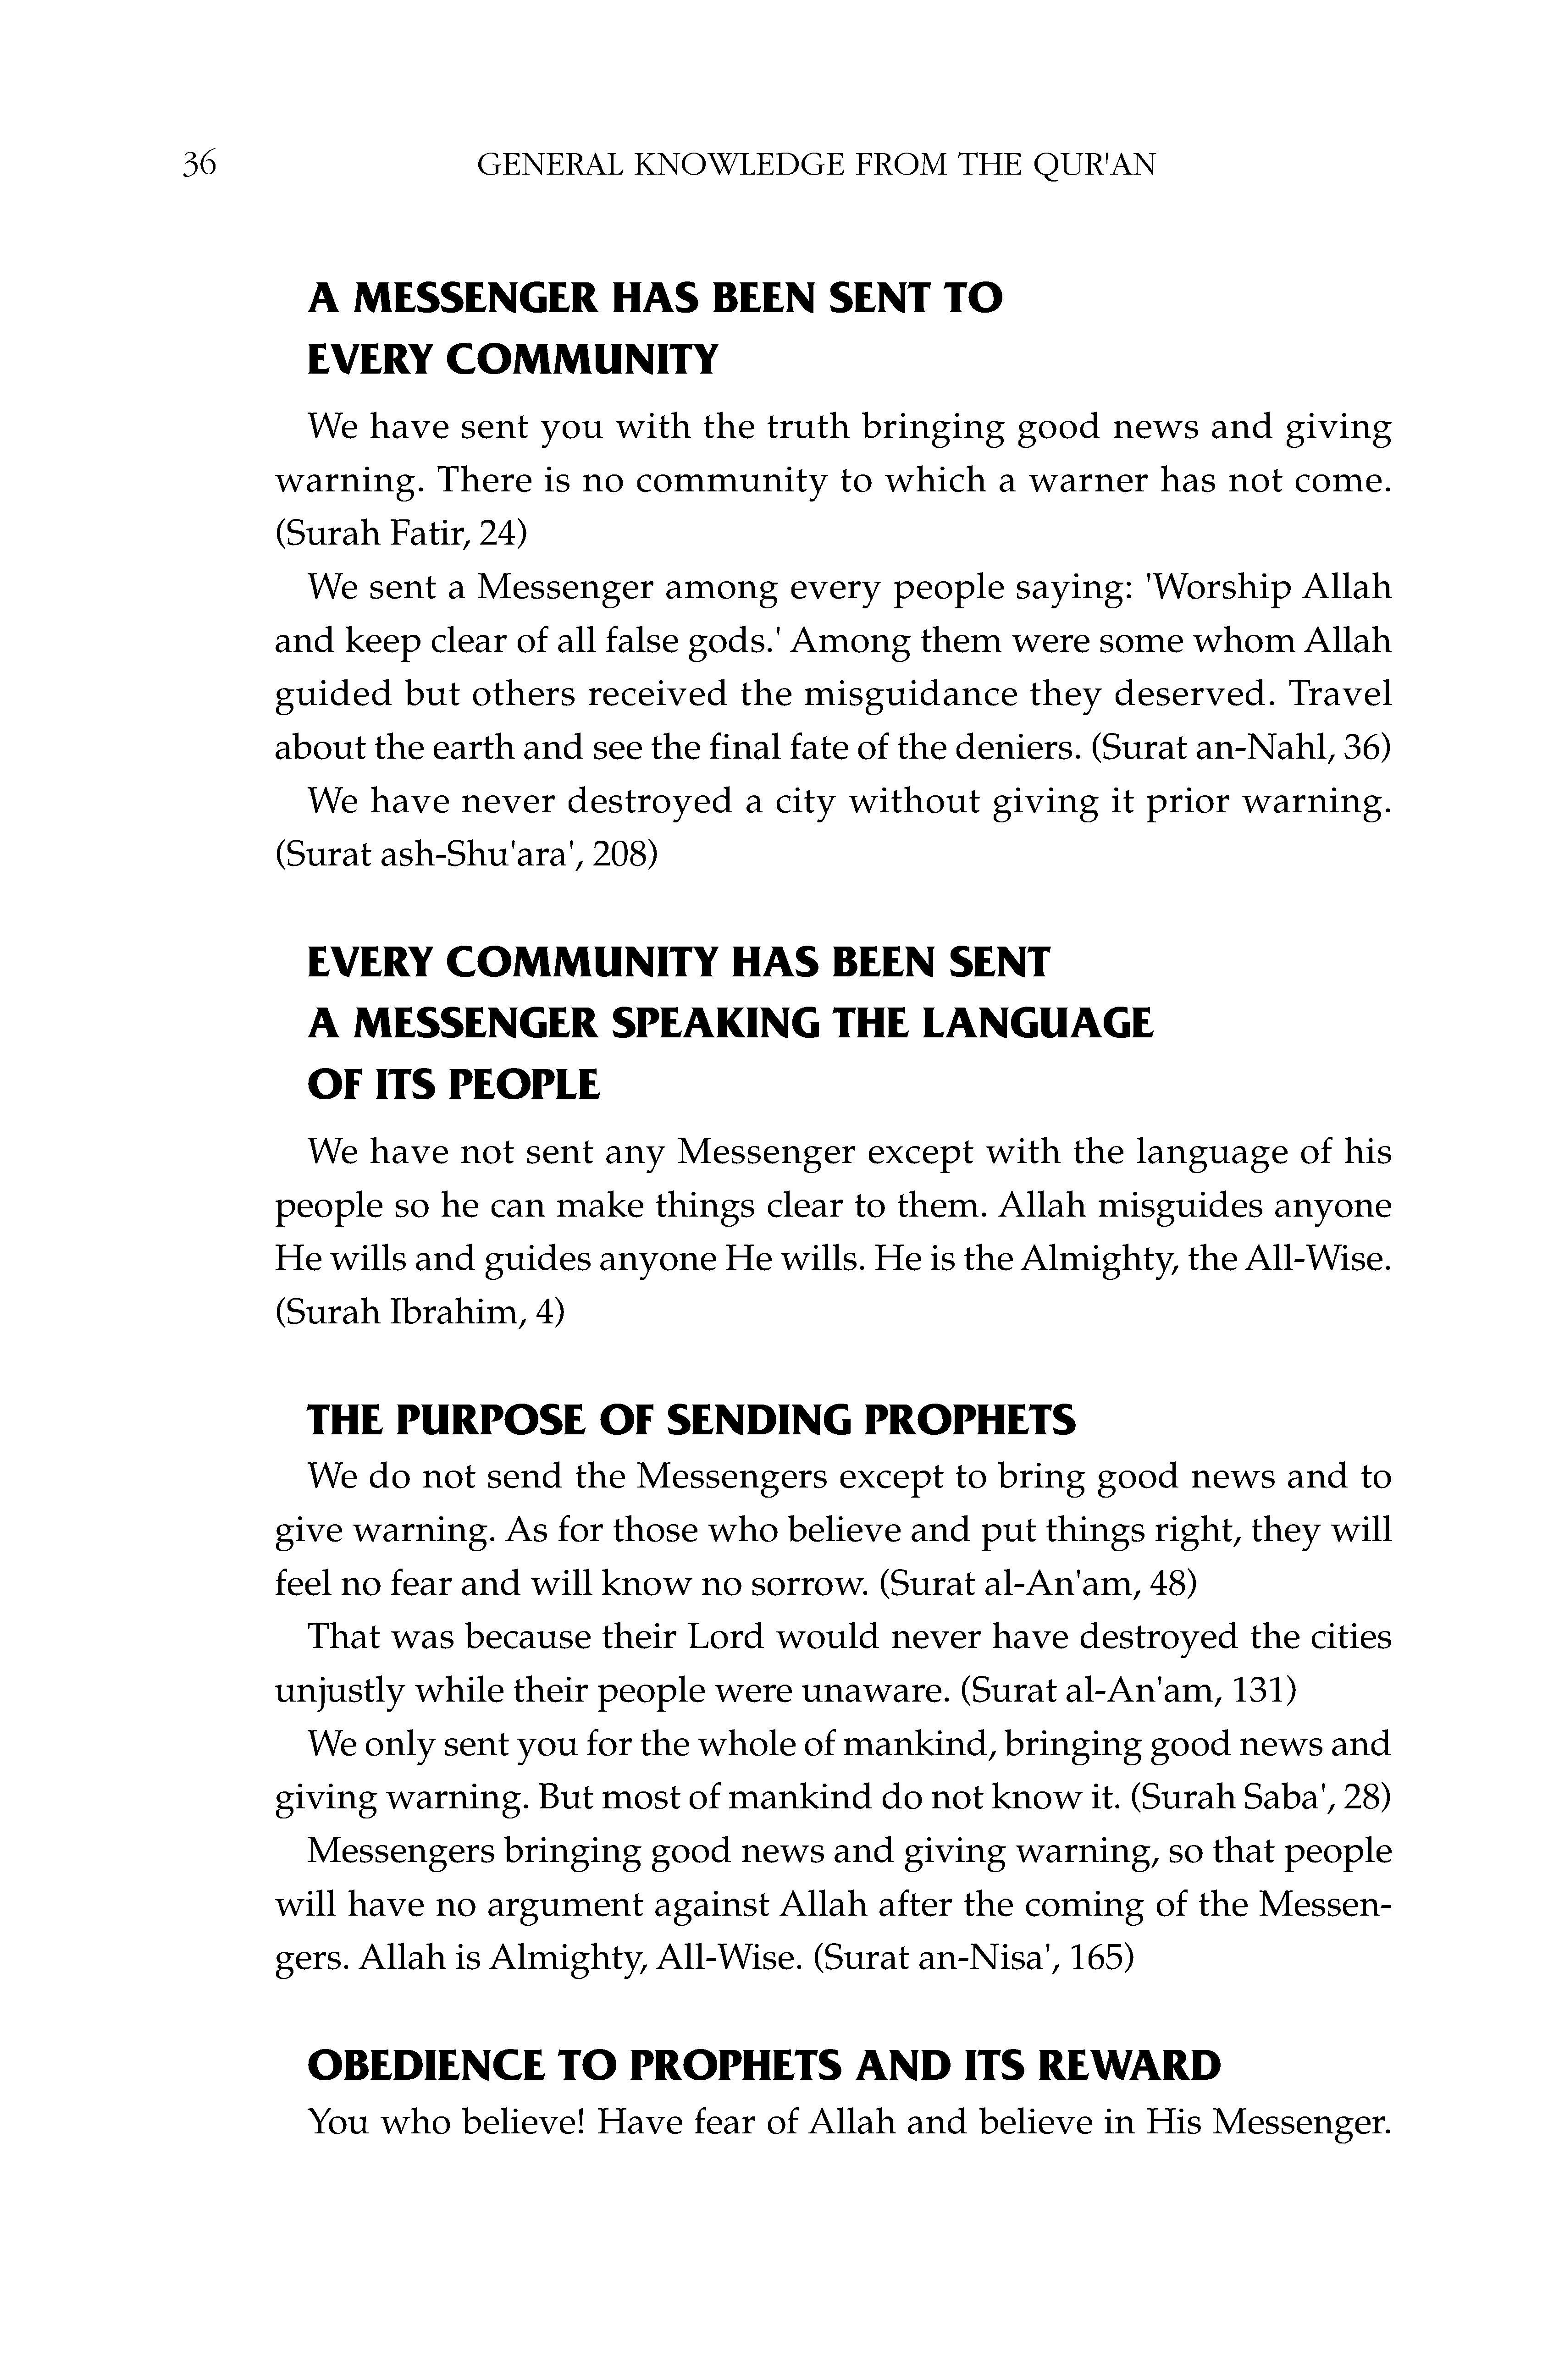 36
GENERAL KNOWLEDGE FROM THE QUR'AN
A MESSENGER HAS BEEN SENT TO
EVERY COMMUNITY
We have sent you with the truth bringing good news and giving
warning. There is no community to which a warner has not come.
(Surah Fatir, 24)
We sent a Messenger among every people saying: 'Worship Allah
and keep clear of all false gods.' Among them were some whom Allah
guided but others received the misguidance they deserved. Travel
about the earth and see the final fate of the deniers. (Surat an-Nahl, 36)
We have never destroyed a city without giving it prior warning.
(Surat ash-Shu'ara', 208)
EVERY COMMUNITY HAS BEEN SENT
A MESSENGER SPEAKING THE LANGUAGE
OF ITS PEOPLE
We have not sent any Messenger except with the language of his
people so he can make things clear to them. Allah misguides anyone
He wills and guides anyone He wills. He is the Almighty, the All-Wise.
(Surah Ibrahim, 4)
THE PURPOSE OF SENDING PROPHETS
We do not send the Messengers except to bring good news and to
give warning. As for those who believe and put things right, they will
feel no fear and will know no sorrow. (Surat al-An'am, 48)
That was because their Lord would never have destroyed the cities
unjustly while their people were unaware. (Surat al-An'am, 131)
We only sent you for the whole of mankind, bringing good news and
giving warning. But most of mankind do not know it. (Surah Saba', 28)
Messengers bringing good news and giving warning, so that people
will have no argument against Allah after the coming of the Messen-
gers. Allah is Almighty, All-Wise. (Surat an-Nisa', 165)
OBEDIENCE TO PROPHETS AND ITS REWARD
You who believe! Have fear of Allah and believe in His Messenger.